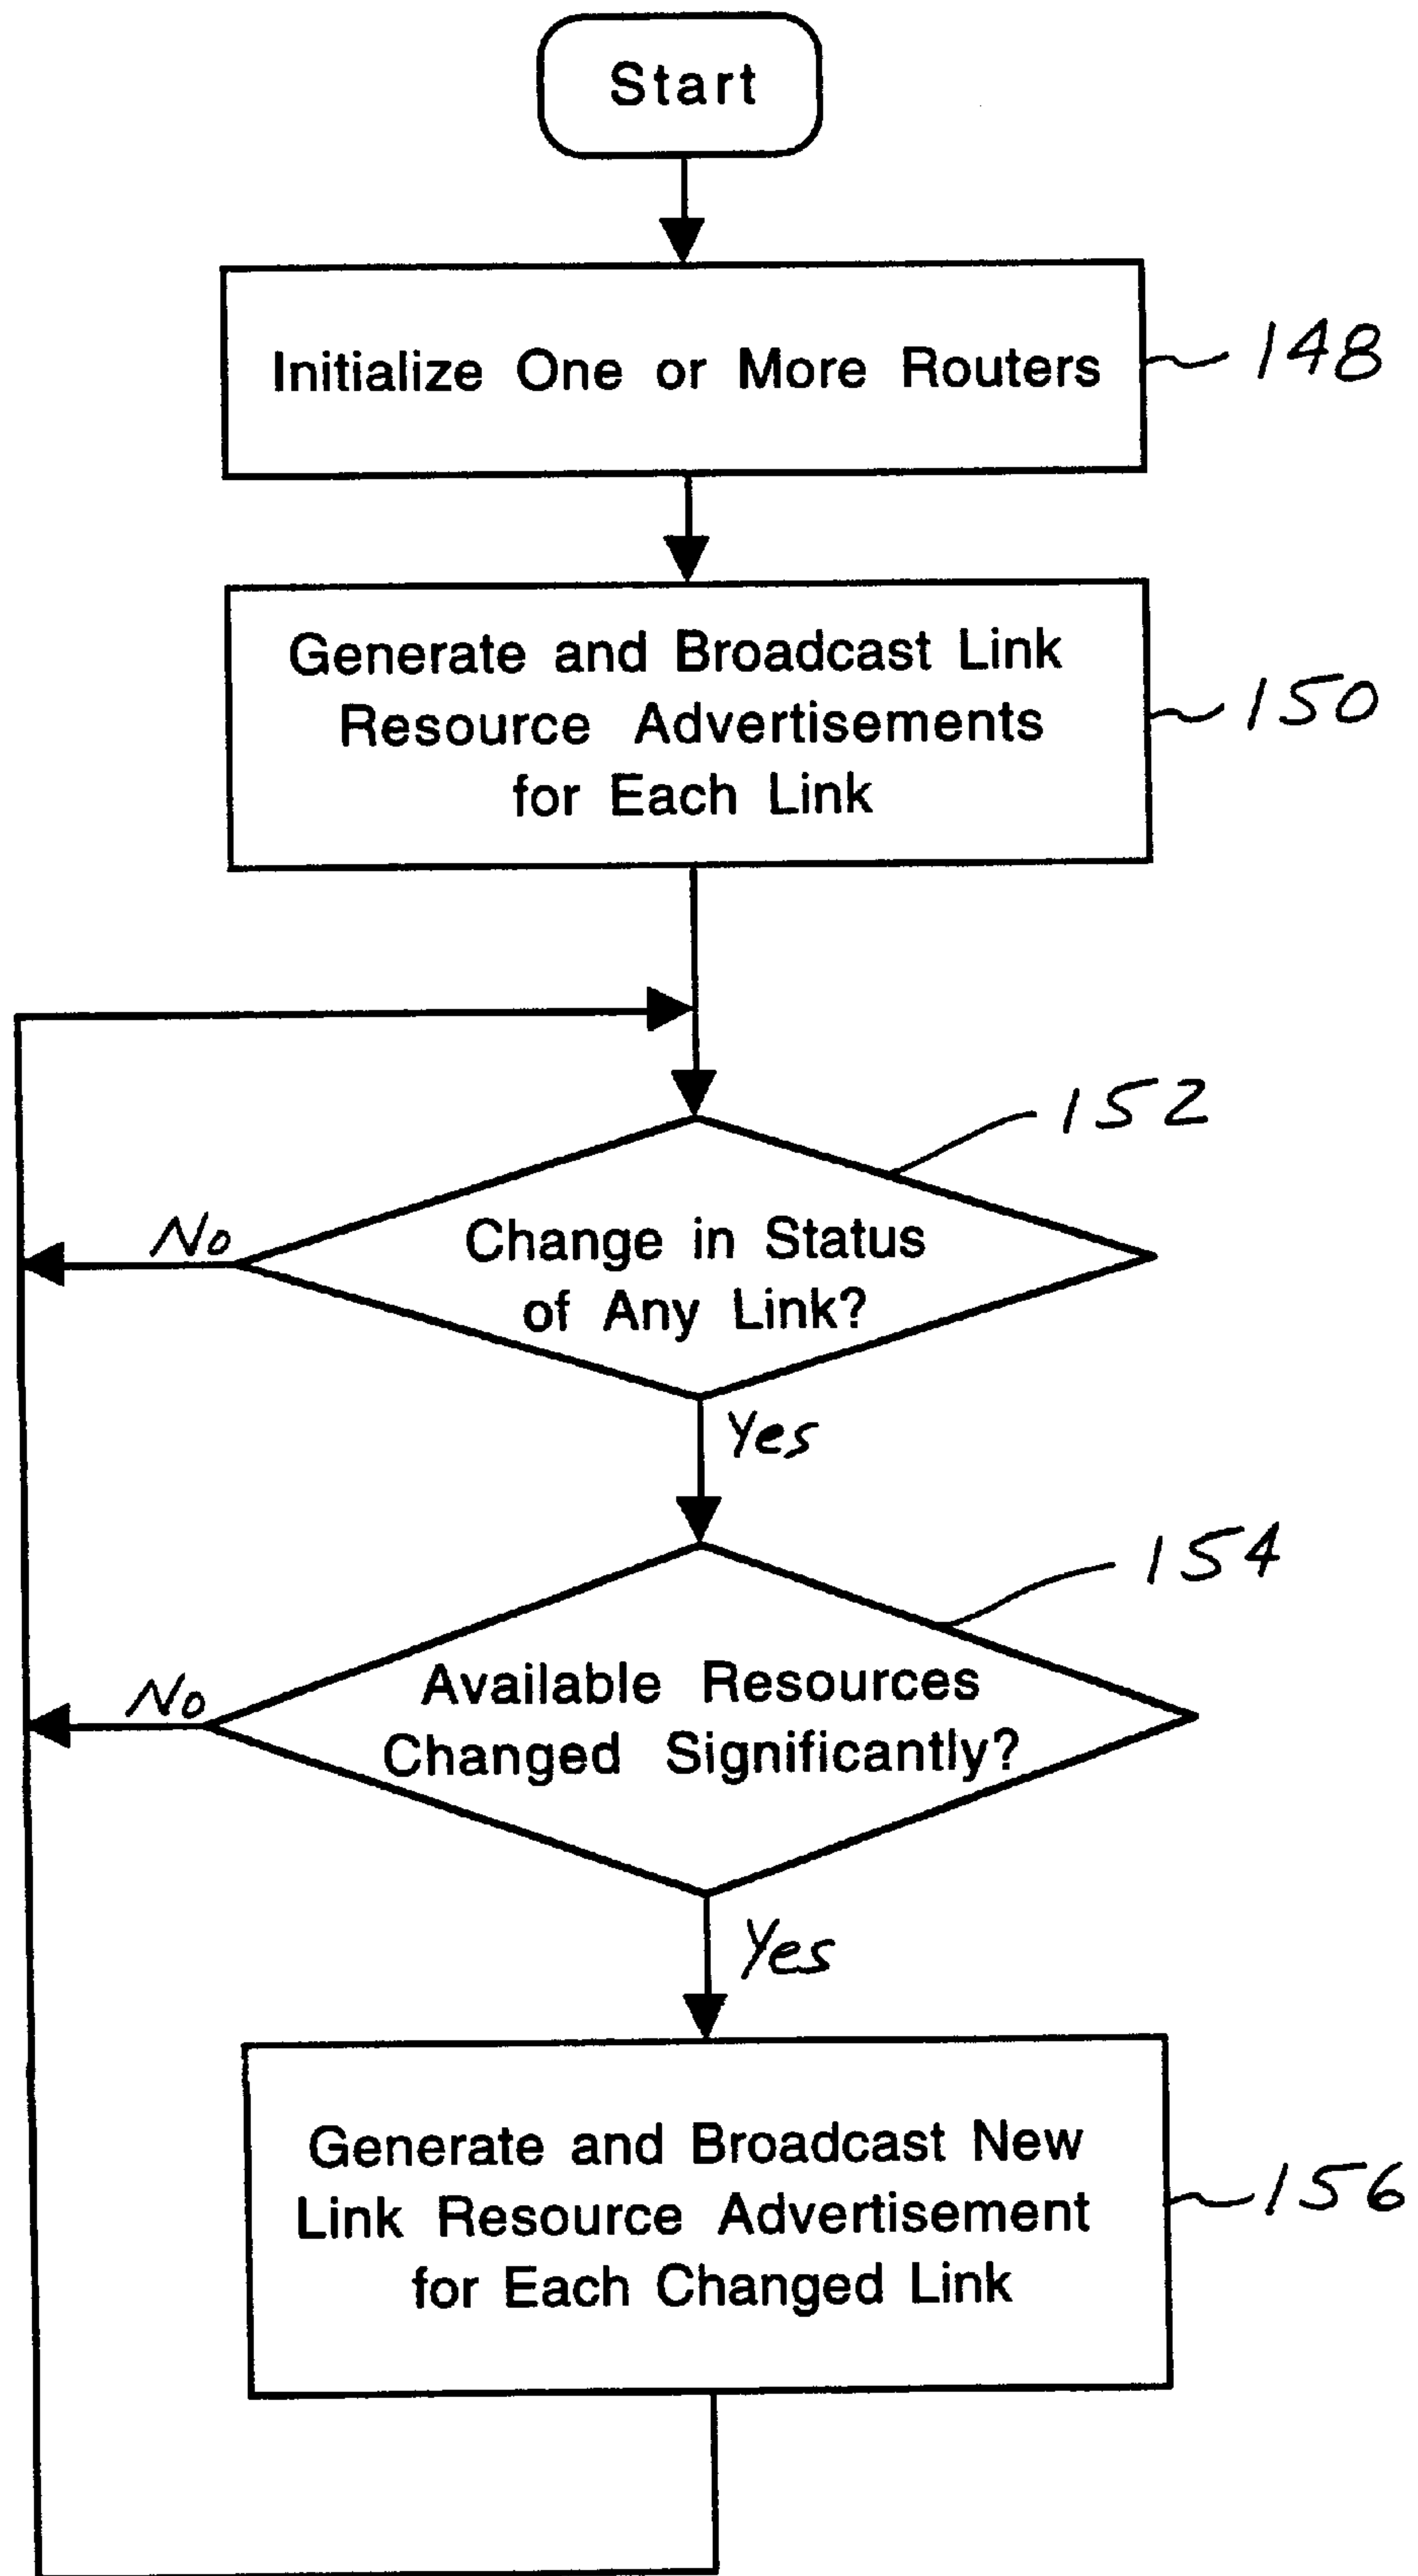 Start
Initialize One or More Routers
148
Generate and Broadcast Link
Resource Advertisements
for Each Link
150
152
No
Change in Status
of Any Link?
Yes
154
No
Available Resources
Changed Significantly?
Yes
Generate and Broadcast New
Link Resource Advertisement
for Each Changed Link
156